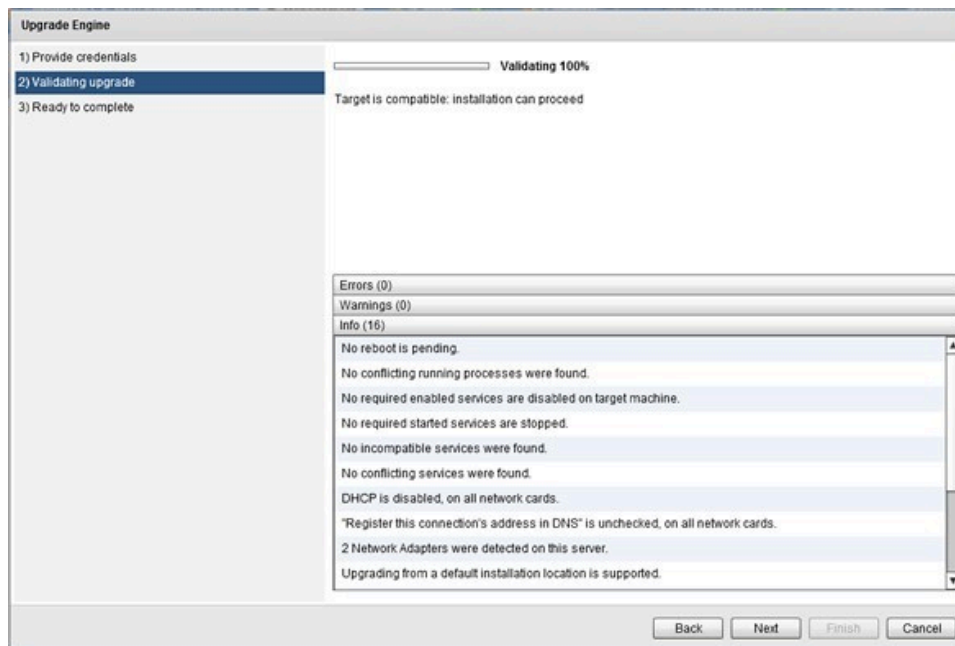 Upgrade Engine
1) Provide credentials
2) Validating upgrade
3) Ready to complete
Validating 100%
Target is compatible: installation can proceed
Errors (0)
Warnings (0)
Info (16)
No reboot is pending.
No conflicting running processes were found.
No required enabled services are disabled on target machine.
No required started services are stopped.
No incompatible services were found.
No conflicting services were found.
DHCP is disabled, on all network cards.
"Register this connection's address in DNS" is unchecked, on all network cards.
2 Network Adapters were detected on this server.
Upgrading from a default installation location is supported.
Back Next Finish Cancel